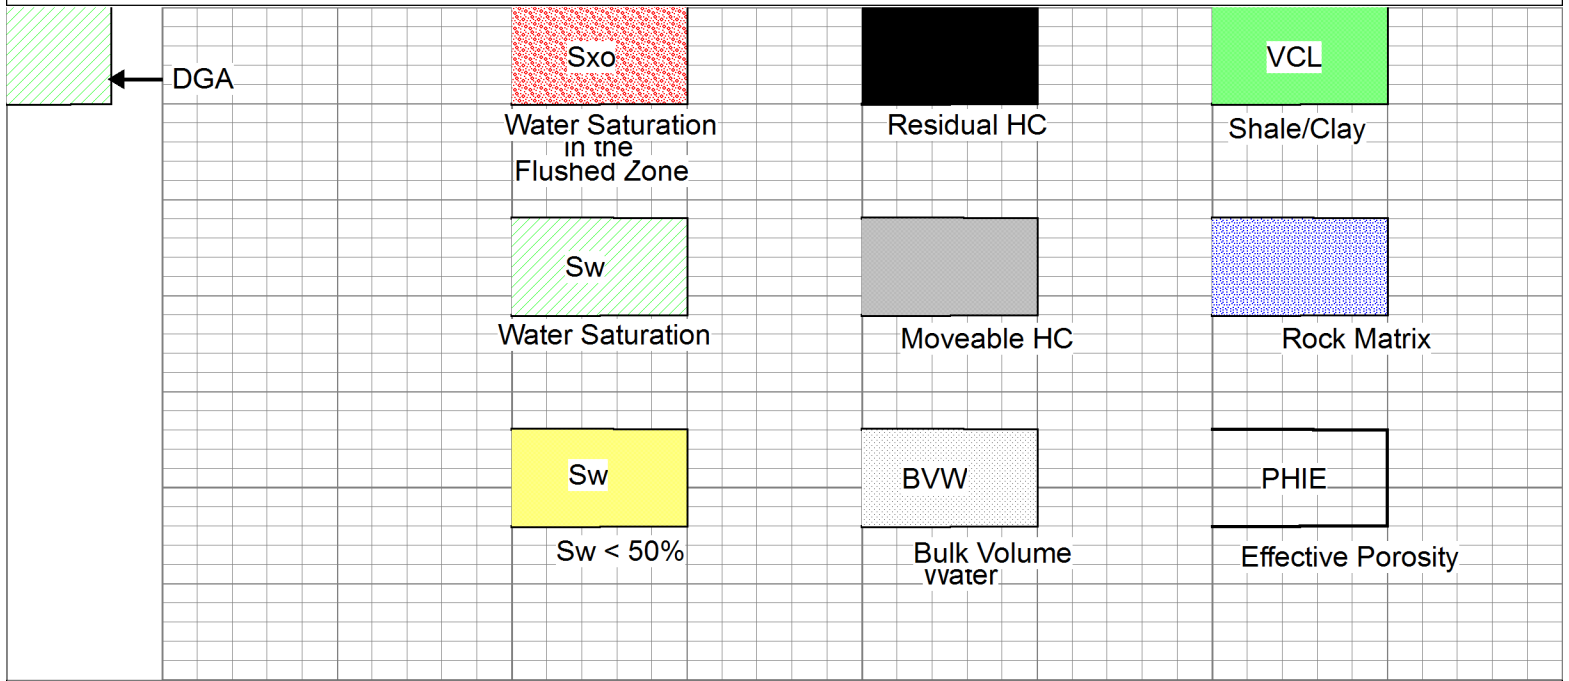 DGA
Sxo
Water Saturation
in the
Flushed Zone
Residual HC
VCL
Shale/Clay
Sw
Water Saturation
Moveable HC
Rock Matrix
Sw
Sw < 50%
BVW
Bulk Volume
Water
PHIE
Effective Porosity